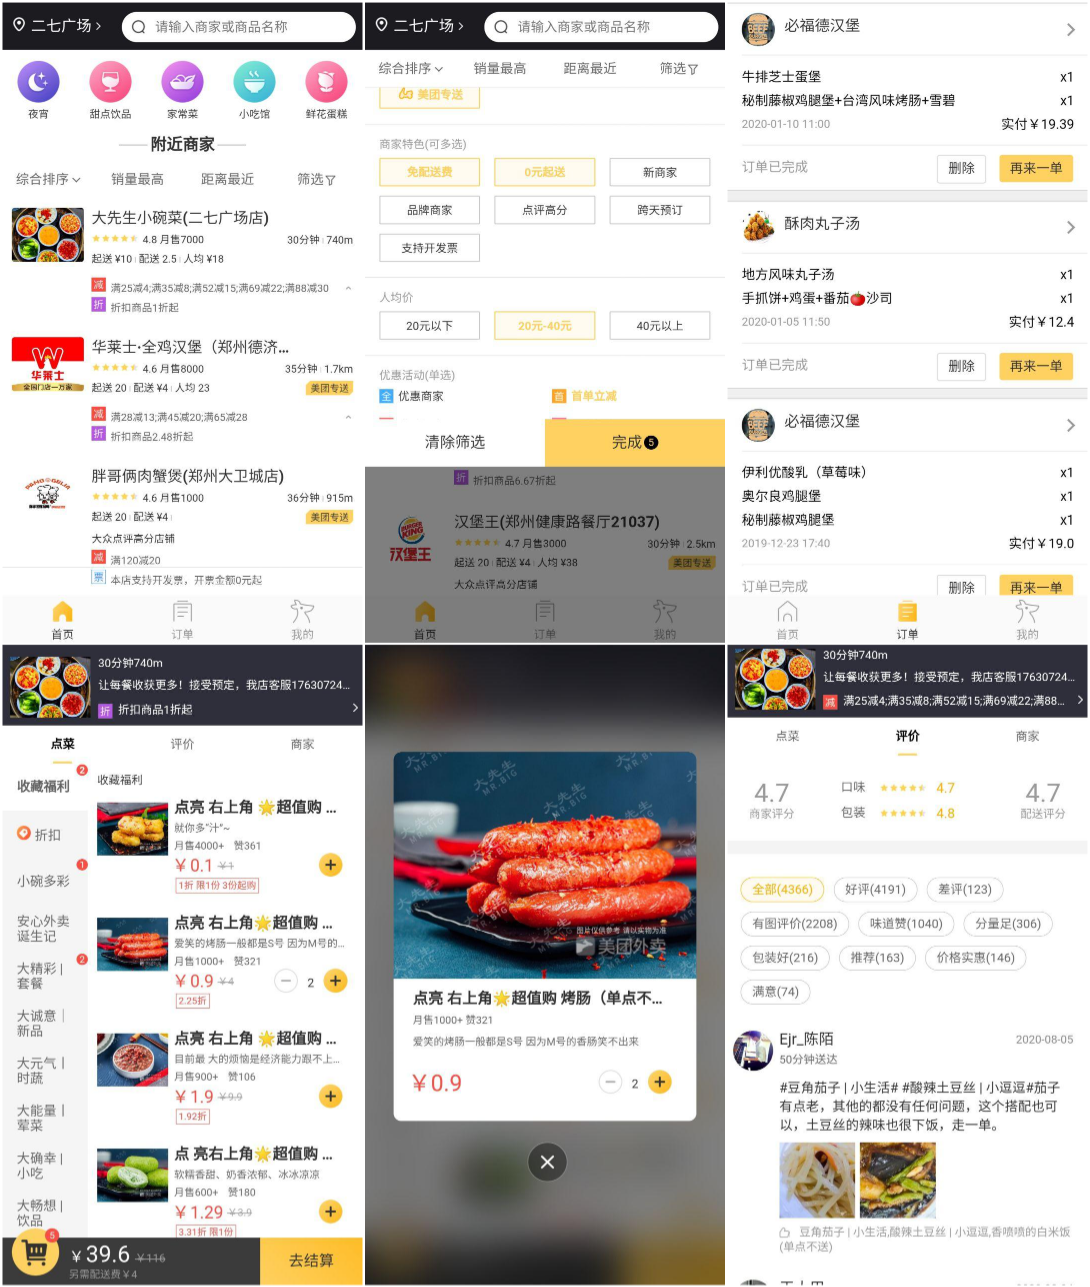 二七广场
请输入商家或商品名称
夜宵
甜点饮品
家常菜
小吃馆
鲜花蛋糕
附近商家
综合排序
销量最高
距离最近
筛选
大先生小碗菜(二七广场店)
4.8 月售7000
30分钟 740m
起送 ¥10 配送 2.5 人均 ¥18
减 满25减4;满35减8;满52减15;满69减22;满88减30
折 折扣商品1折起
华莱士
全国门店一万家
华莱士·全鸡汉堡（郑州德济...
4.6 月售8000
35分钟 1.7km
起送 20 配送 ¥4 人均 23
美团专送
减 满28减13;满45减20;满65减28
折 折扣商品2.48折起
胖哥俩肉蟹煲(郑州大卫城店)
4.6 月售1000
36分钟 915m
起送 20 配送 ¥4
美团专送
大众点评高分店铺
减 满120减20
票 本店支持开发票，开票金额0元起
首页
订单
我的
二七广场
请输入商家或商品名称
综合排序
销量最高
距离最近
筛选
美团专送
商家特色(可多选)
免配送费
0元起送
新商家
品牌商家
点评高分
跨天预订
支持开发票
人均价
20元以下
20元-40元
40元以上
优惠活动(单选)
全 优惠商家
首 首单立减
清除筛选
完成 5
折 折扣商品6.67折起
BURGER KING
汉堡王
汉堡王(郑州健康路餐厅21037)
4.7 月售3000
30分钟 2.5km
起送 20 配送 ¥4 人均 ¥38
美团专送
大众点评高分店铺
首页
订单
我的
BEEF
必福德汉堡
牛排芝士蛋堡
x1
秘制藤椒鸡腿堡+台湾风味烤肠+雪碧
x1
2020-01-10 11:00
实付￥19.39
订单已完成
删除
再来一单
酥肉丸子汤
地方风味丸子汤
x1
手抓饼+鸡蛋+番茄🍅沙司
x1
2020-01-05 11:50
实付￥12.4
订单已完成
删除
再来一单
BEEF
必福德汉堡
伊利优酸乳（草莓味）
x1
奥尔良鸡腿堡
x1
秘制藤椒鸡腿堡
x1
2019-12-23 17:40
实付￥19.0
订单已完成
删除
再来一单
首页
订单
我的
30分钟740m
让每餐收获更多！接受预定，我店客服17630724...
折 折扣商品1折起
点菜
评价
商家
收藏福利
2
折扣
小碗多彩
1
安心外卖
诞生记
大精彩 |
套餐
2
大诚意 |
新品
大元气 |
时蔬
大能量 |
荤菜
大确幸 |
小吃
大畅想 |
饮品
收藏福利
点亮 右上角 🌟超值购 ...
就你多“汁”~
月售4000+ 赞361
￥0.1 ￥1
1折 限1份 3份起购
点亮 右上角🌟超值购 ...
爱笑的烤肠一般都是S号 因为M号的...
月售1000+ 赞321
￥0.9 ￥4
2
2.25折
点亮 右上角 🌟超值购 ...
目前最 大的烦恼是经济能力跟不上...
月售900+ 赞106
￥1.9 ￥9.9
1.92折
点 亮右上角 🌟超值购 ...
软糯香甜、奶香浓郁、冰冰凉凉
月售600+ 赞180
￥1.29 ￥3.9
3.31折 限1份
5
￥39.6 ￥116
另需配送费￥4
去结算
大先生
MR.BIG
图片仅供参考 请以实物为准
美团外卖
点亮 右上角🌟超值购 烤肠（单点不...
月售1000+ 赞321
爱笑的烤肠一般都是S号 因为M号的香肠笑不出来
￥0.9
2
30分钟740m
让每餐收获更多！接受预定，我店客服17630724...
减 满25减4;满35减8;满52减15;满69减22;满88...
点菜
评价
商家
4.7
商家评分
口味
4.7
包装
4.8
4.7
配送评分
全部(4366)
好评(4191)
差评(123)
有图评价(2208)
味道赞(1040)
分量足(306)
包装好(216)
推荐(163)
价格实惠(146)
满意(74)
Ejr_陈陌
2020-08-05
50分钟送达
#豆角茄子 | 小生活# #酸辣土豆丝 | 小逗逗#茄子
有点老，其他的都没有任何问题，这个搭配也可
以，土豆丝的辣味也很下饭，走一单。
豆角茄子 | 小生活,酸辣土豆丝 | 小逗逗,香喷喷的白米饭
(单点不送)